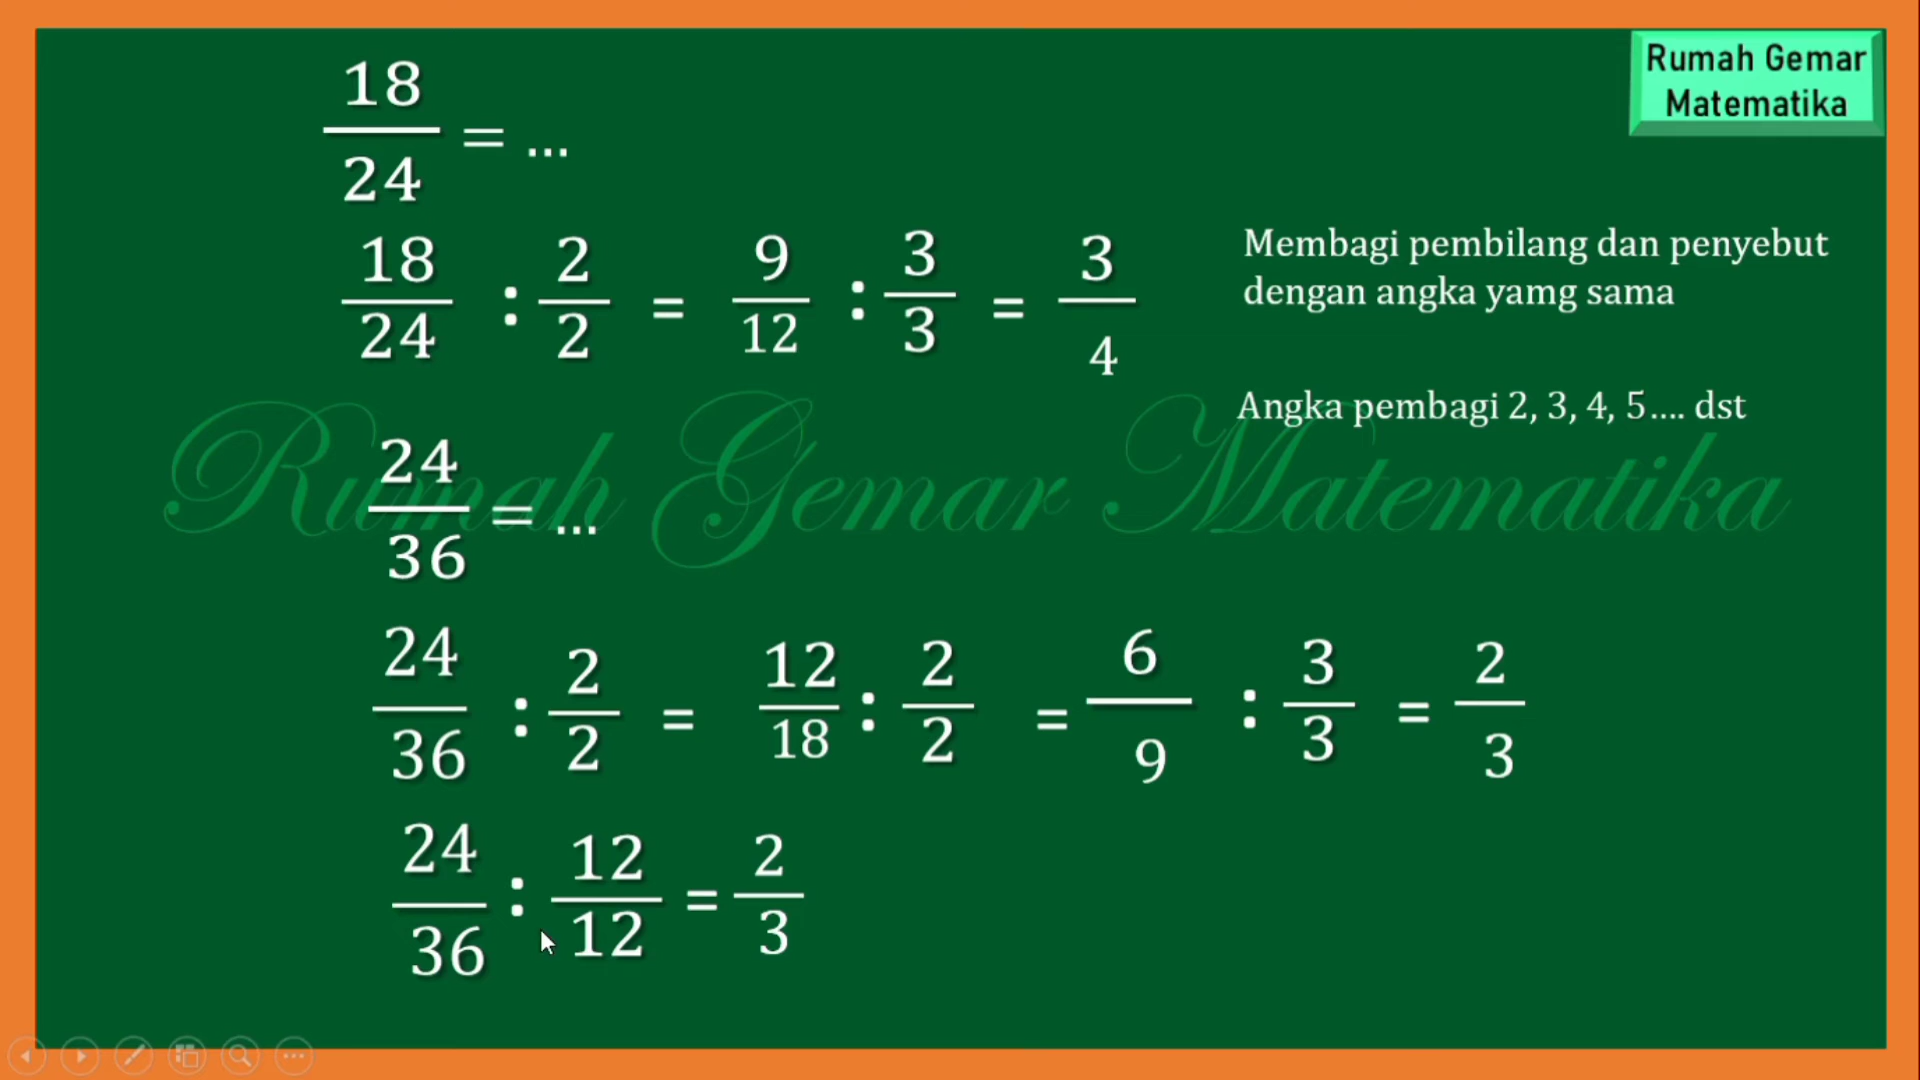 Rumah Gemar
Matematika
18/24 = ...
18/24 : 2/2 = 9/12 : 3/3 = 3/4
Membagi pembilang dan penyebut
dengan angka yamg sama
Angka pembagi 2, 3, 4, 5.... dst
Rumah Gemar Matematika
24/36 = ...
24/36 : 2/2 = 12/18 : 2/2 = 6/9 : 3/3 = 2/3
24/36 : 12/12 = 2/3